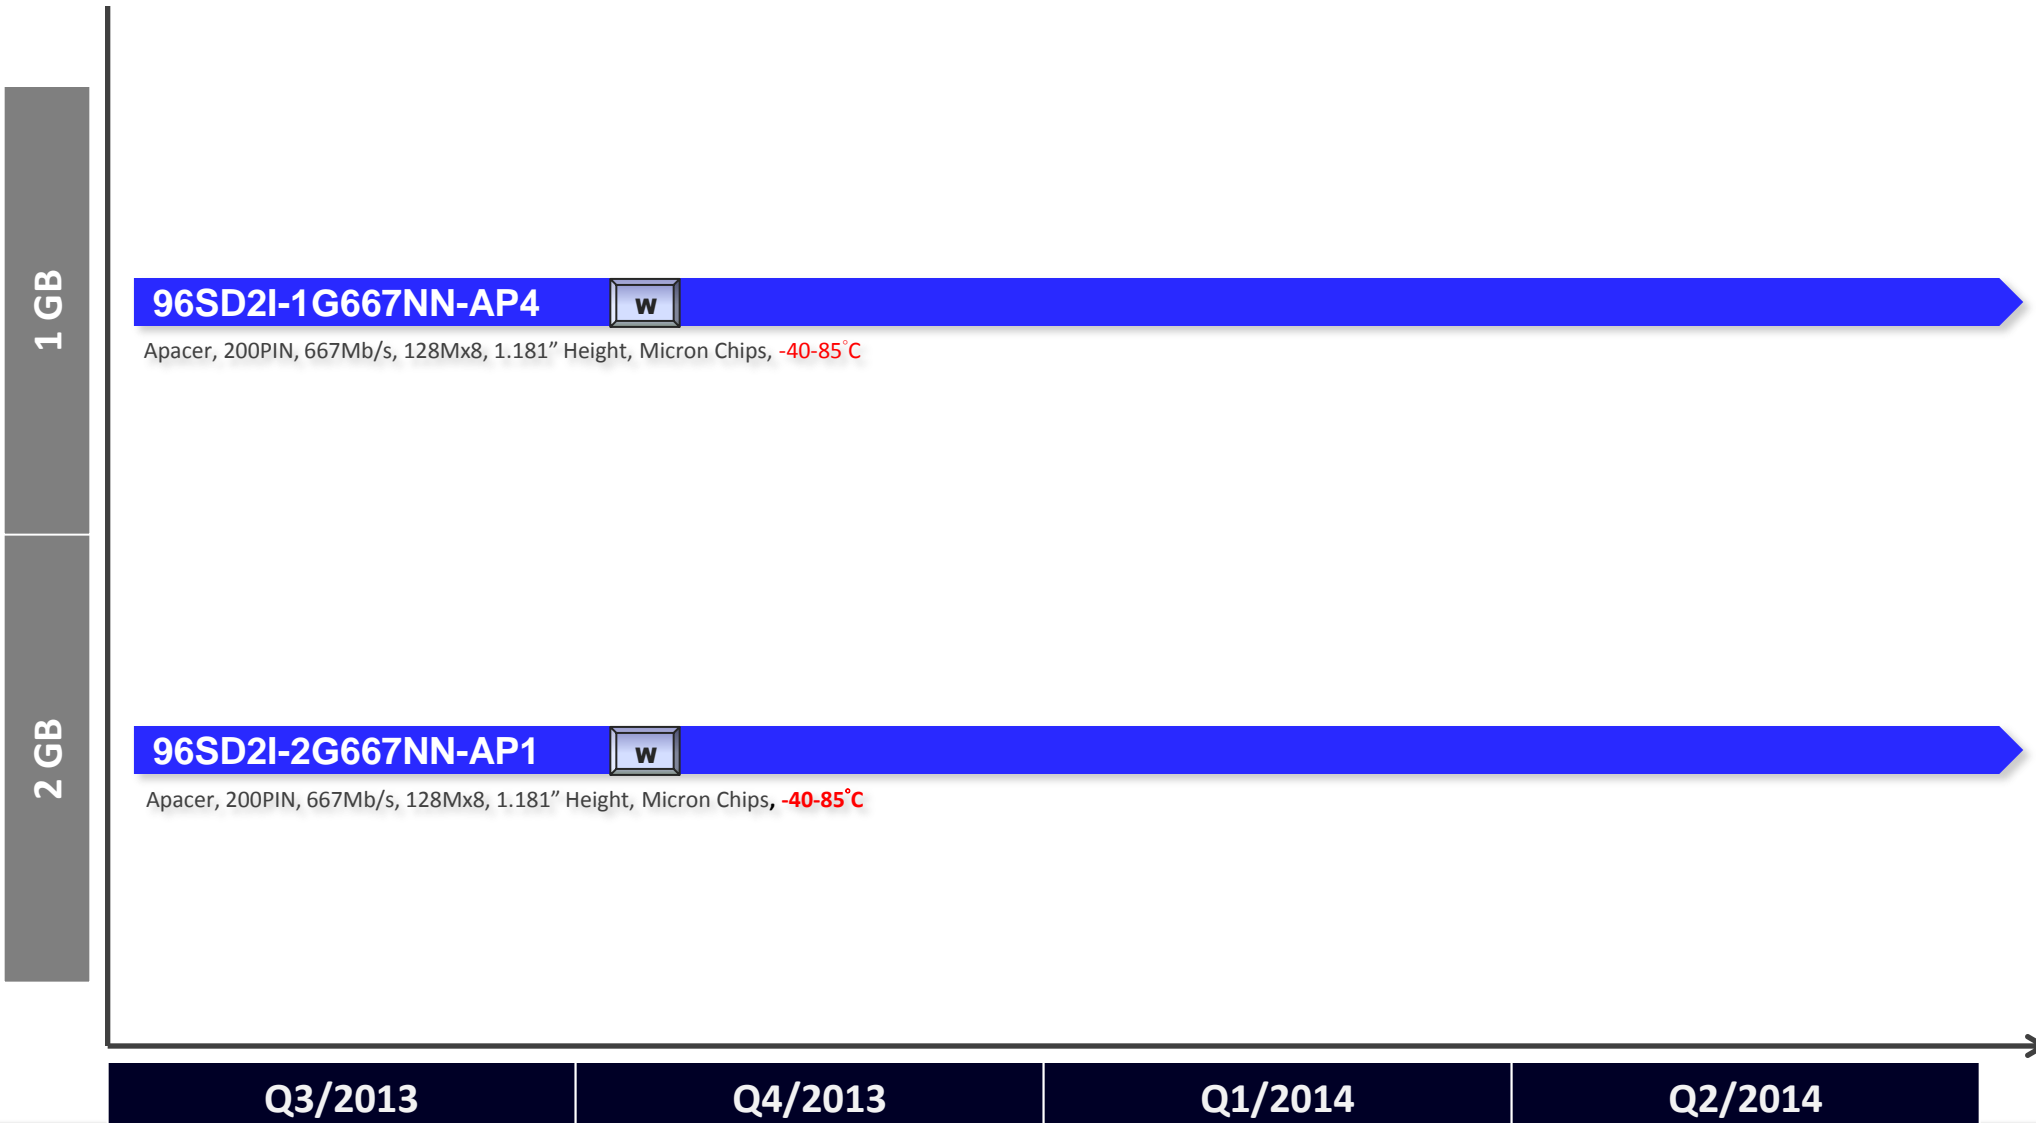 1 GB
96SD2I-1G667NN-AP4 w
Apacer, 200PIN, 667Mb/s, 128Mx8, 1.181” Height, Micron Chips, -40-85°C
2 GB
96SD2I-2G667NN-AP1 w
Apacer, 200PIN, 667Mb/s, 128Mx8, 1.181” Height, Micron Chips, -40-85°C
Q3/2013 Q4/2013 Q1/2014 Q2/2014